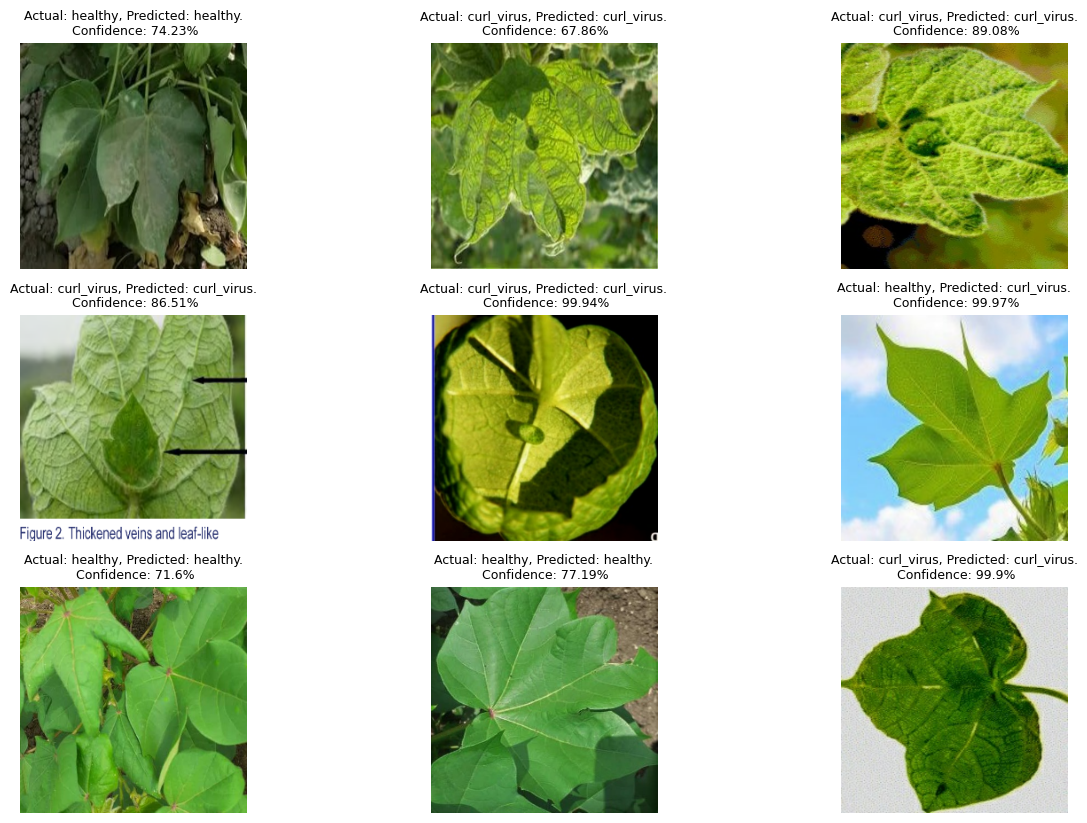 Actual: healthy, Predicted: healthy.
Confidence: 74.23%
Actual: curl_virus, Predicted: curl_virus.
Confidence: 67.86%
Actual: curl_virus, Predicted: curl_virus.
Confidence: 89.08%
Actual: curl_virus, Predicted: curl_virus.
Confidence: 86.51%
Actual: curl_virus, Predicted: curl_virus.
Confidence: 99.94%
Actual: healthy, Predicted: curl_virus.
Confidence: 99.97%
Figure 2. Thickened veins and leaf-like
Actual: healthy, Predicted: healthy.
Confidence: 71.6%
Actual: healthy, Predicted: healthy.
Confidence: 77.19%
Actual: curl_virus, Predicted: curl_virus.
Confidence: 99.9%